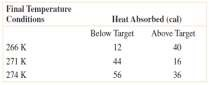 Final Temperature
Conditions Heat Absorbed (cal)
Below Target Above Target
266 K 12 40
271 K 44 16
274 K 56 36